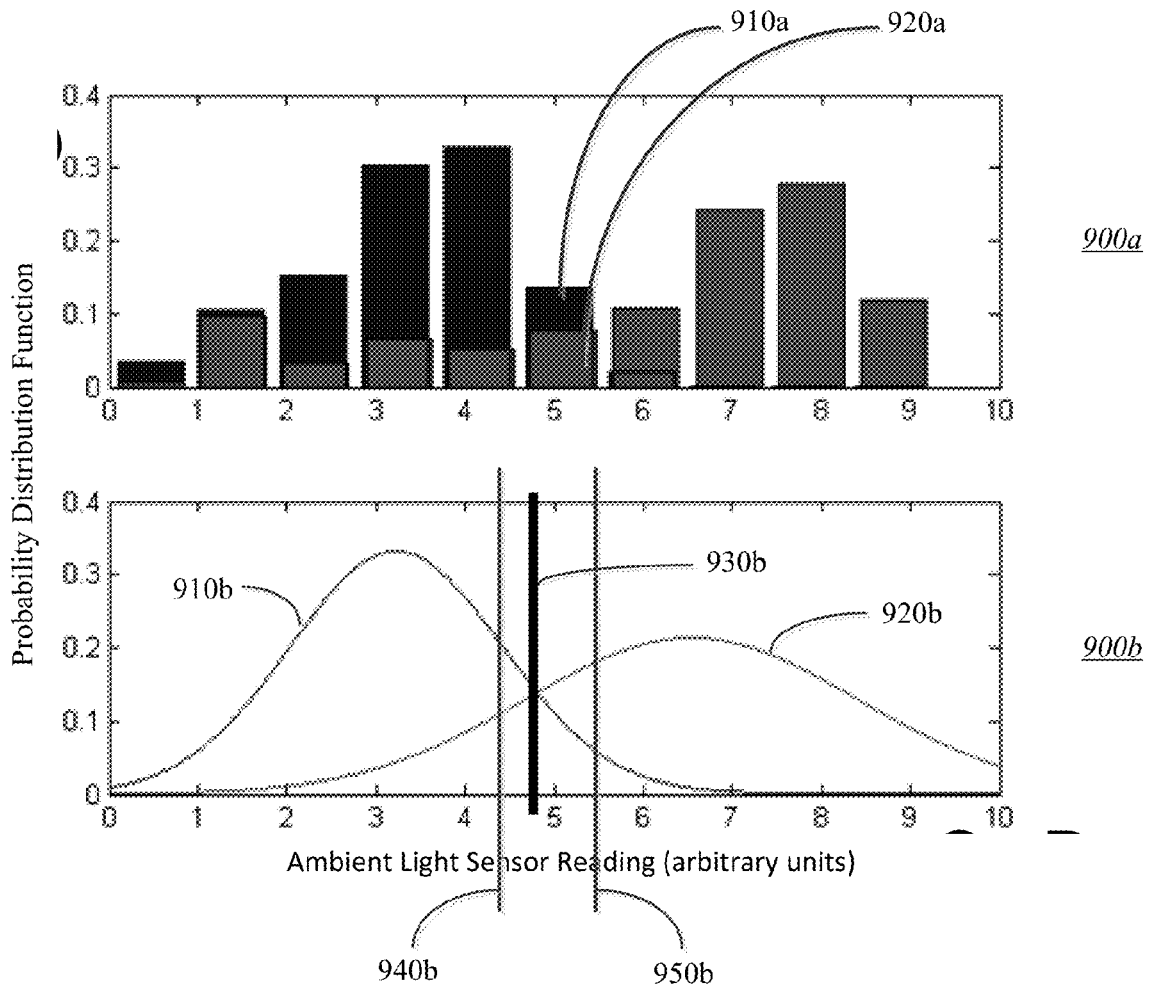 910a
920a
0.4
0.3
0.2
0.1
0
0 1 2 3 4 5 6 7 8 9 10
900a
Probability Distribution Function
0.4
0.3
0.2
0.1
0
0 1 2 3 4 5 6 7 8 9 10
910b
930b
920b
900b
Ambient Light Sensor Reading (arbitrary units)
940b
950b